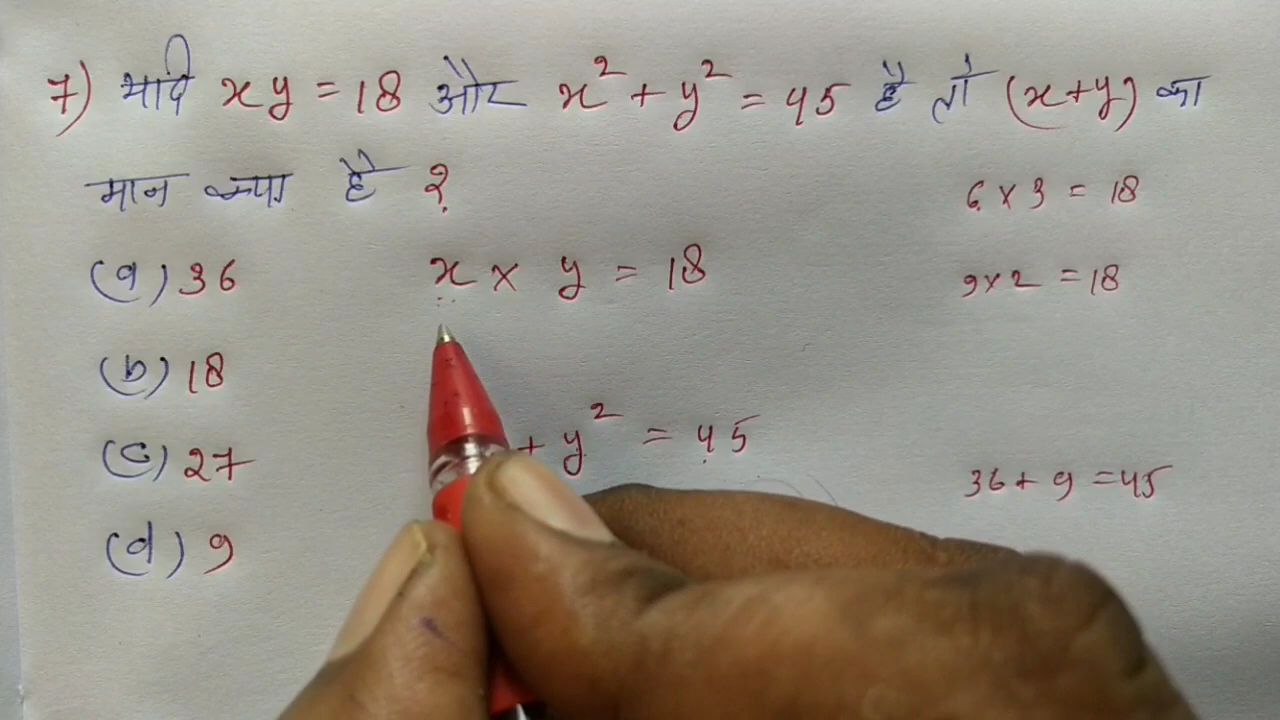 7) यदि xy = 18 और x² + y² = 45 है तो (x+y) का
मान क्या है ?
(a) 36
(b) 18
(c) 27
(d) 9
x × y = 18
+ y² = 45
6 × 3 = 18
9 × 2 = 18
36 + 9 = 45